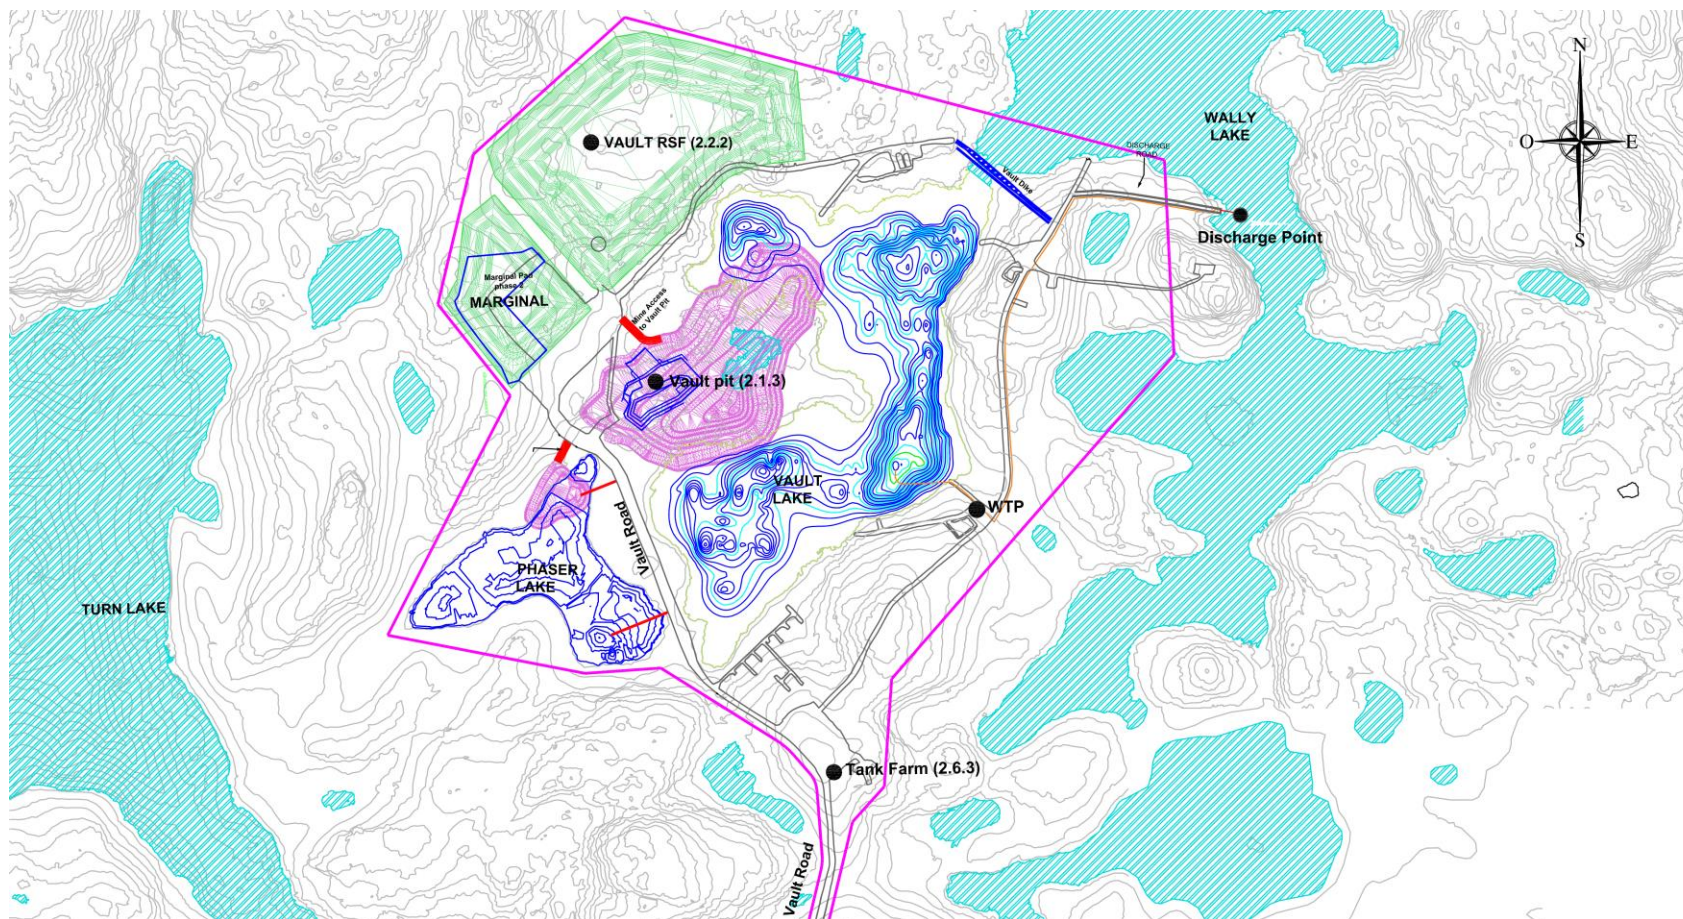 N
WALLY
LAKE
VAULT RSF (2.2.2)
O
E
DISCHARGE
ROAD
Vault Dike
S
Discharge Point
Marginal Pad
phase 2
MARGINAL
Mine Access
to Vault Pit
Vault pit (2.1.3)
VAULT
LAKE
WTP
Vault Road
PHASER
LAKE
TURN LAKE
Tank Farm (2.6.3)
Vault Road